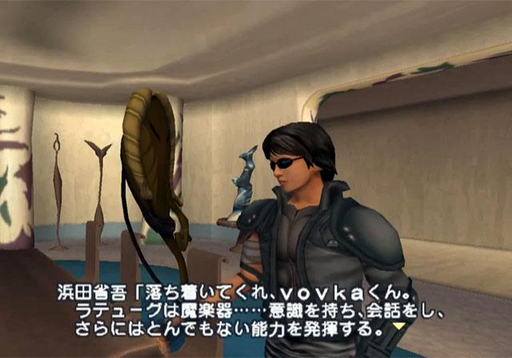 浜田省吾「落ち着いてくれ、ｖｏｖｋａくん。
ラテューグは魔楽器……意識を持ち、会話をし、
さらにはとんでもない能力を発揮する。